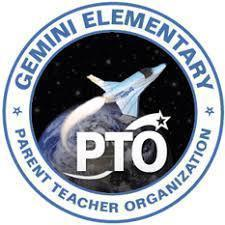 GEMINI ELEMENTARY
PTO
PARENT TEACHER ORGANIZATION